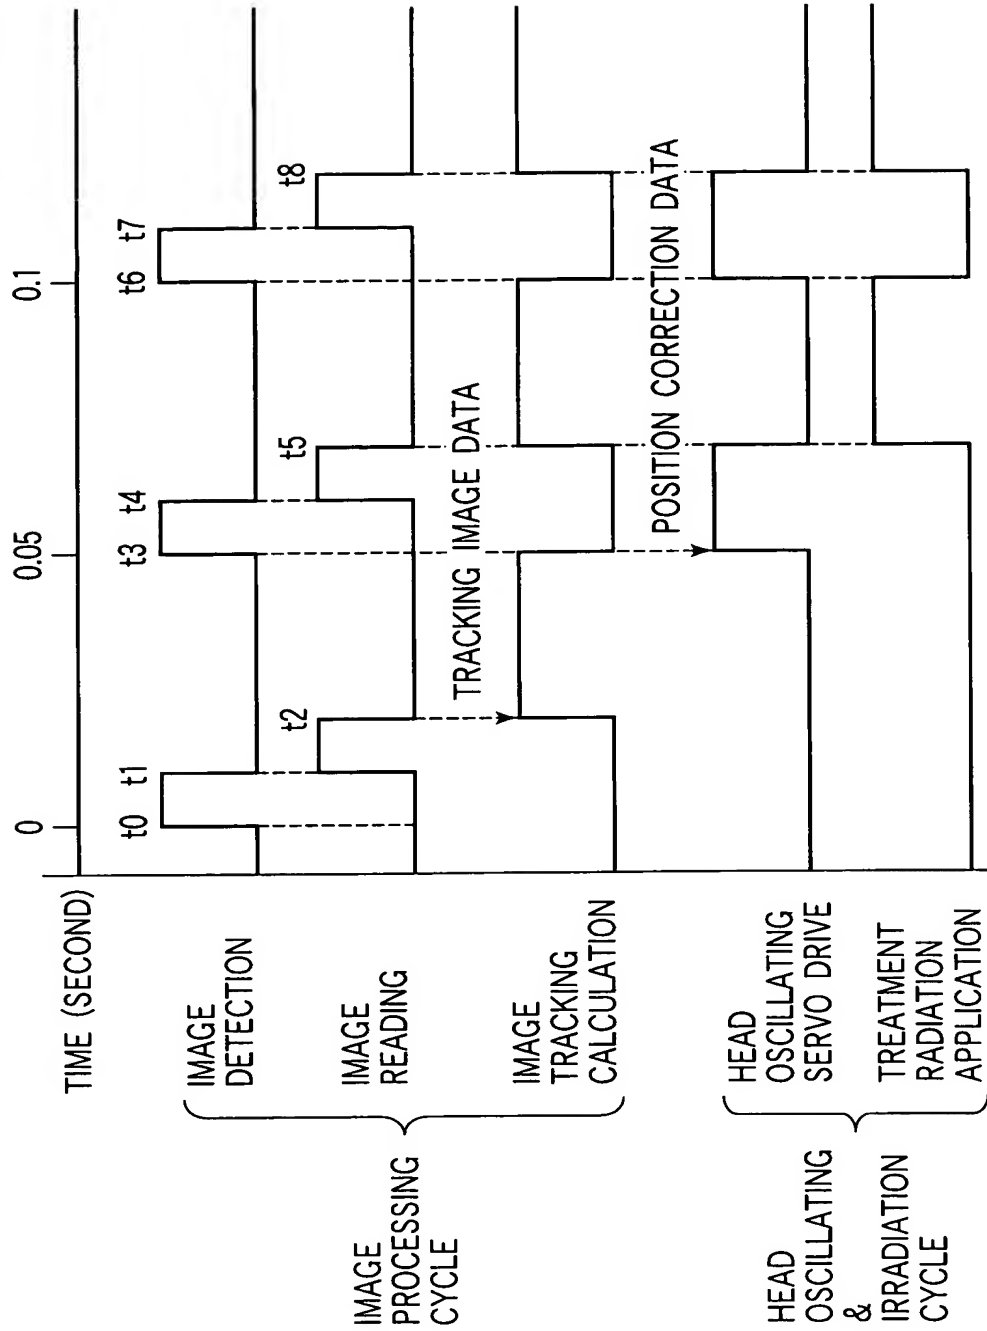 TIME (SECOND)
0
0.05
0.1
t0
t1
t3
t4
t6
t7
t2
t5
t8
IMAGE
PROCESSING
CYCLE
IMAGE
DETECTION
IMAGE
READING
TRACKING IMAGE DATA
IMAGE
TRACKING
CALCULATION
POSITION CORRECTION DATA
HEAD
OSCILLATING
&
IRRADIATION
CYCLE
HEAD
OSCILLATING
SERVO DRIVE
TREATMENT
RADIATION
APPLICATION